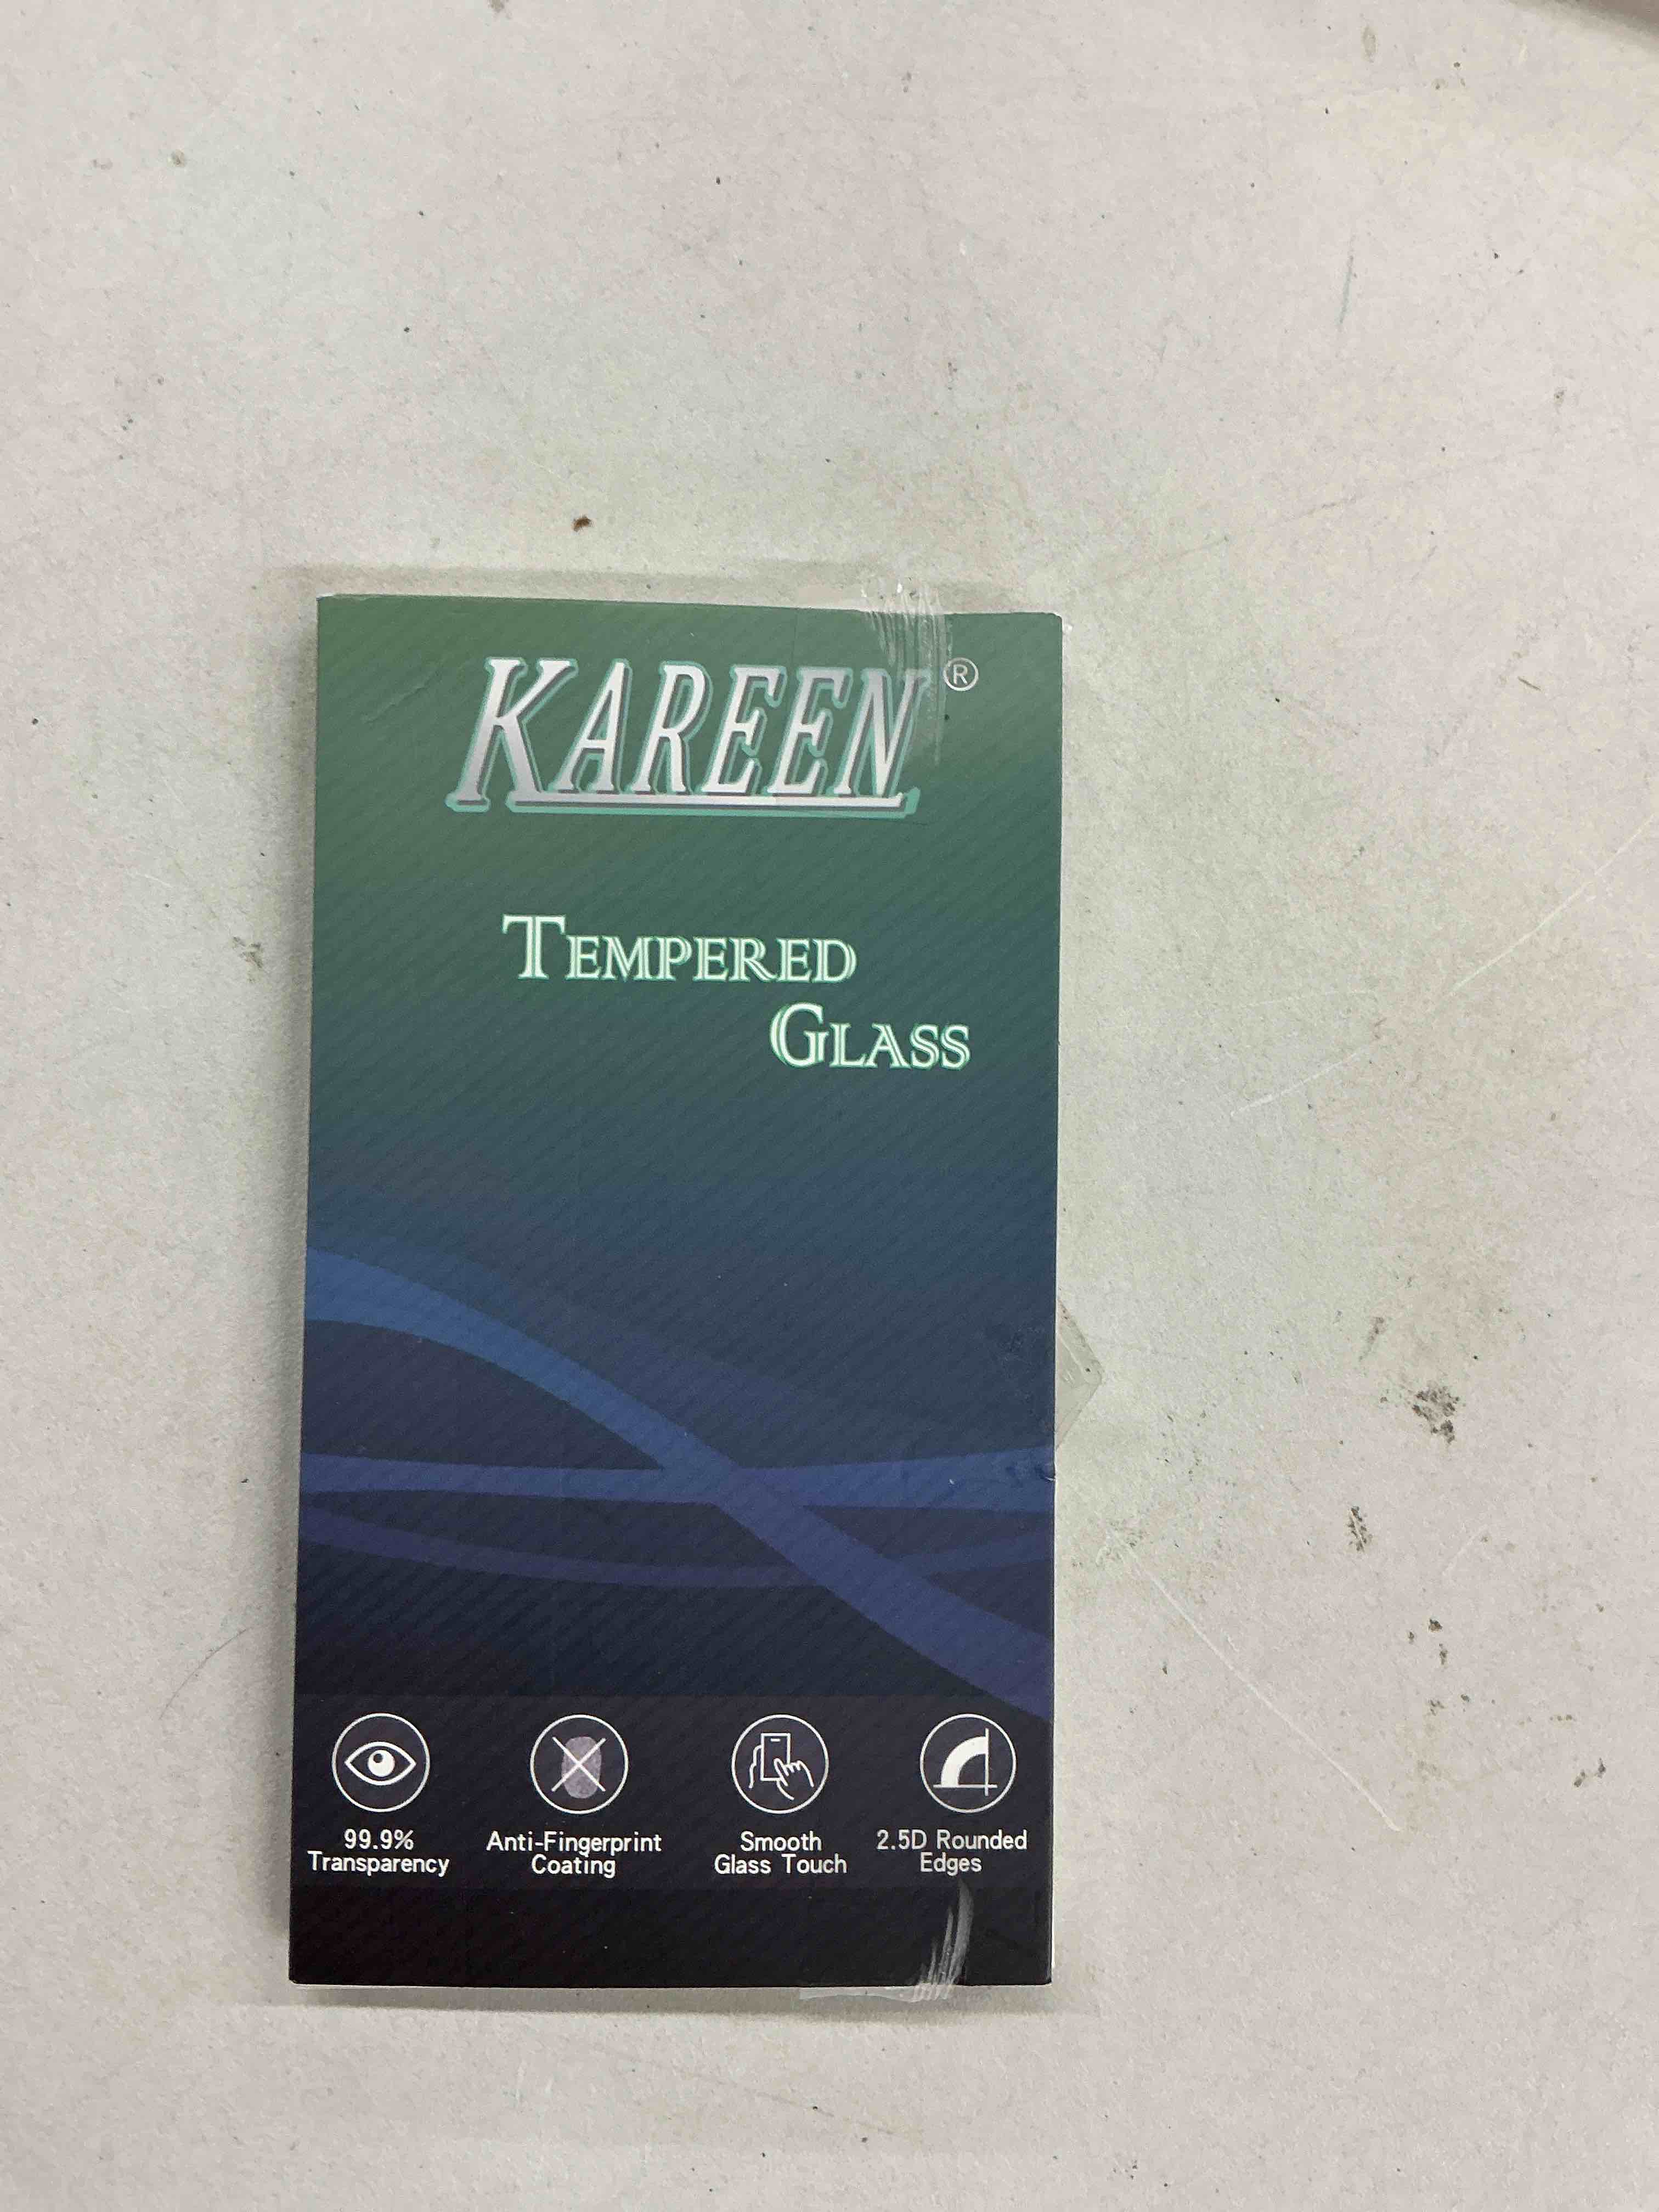 KAREEN®
TEMPERED
GLASS
99.9%
Transparency
Anti-Fingerprint
Coating
Smooth
Glass Touch
2.5D Rounded
Edges